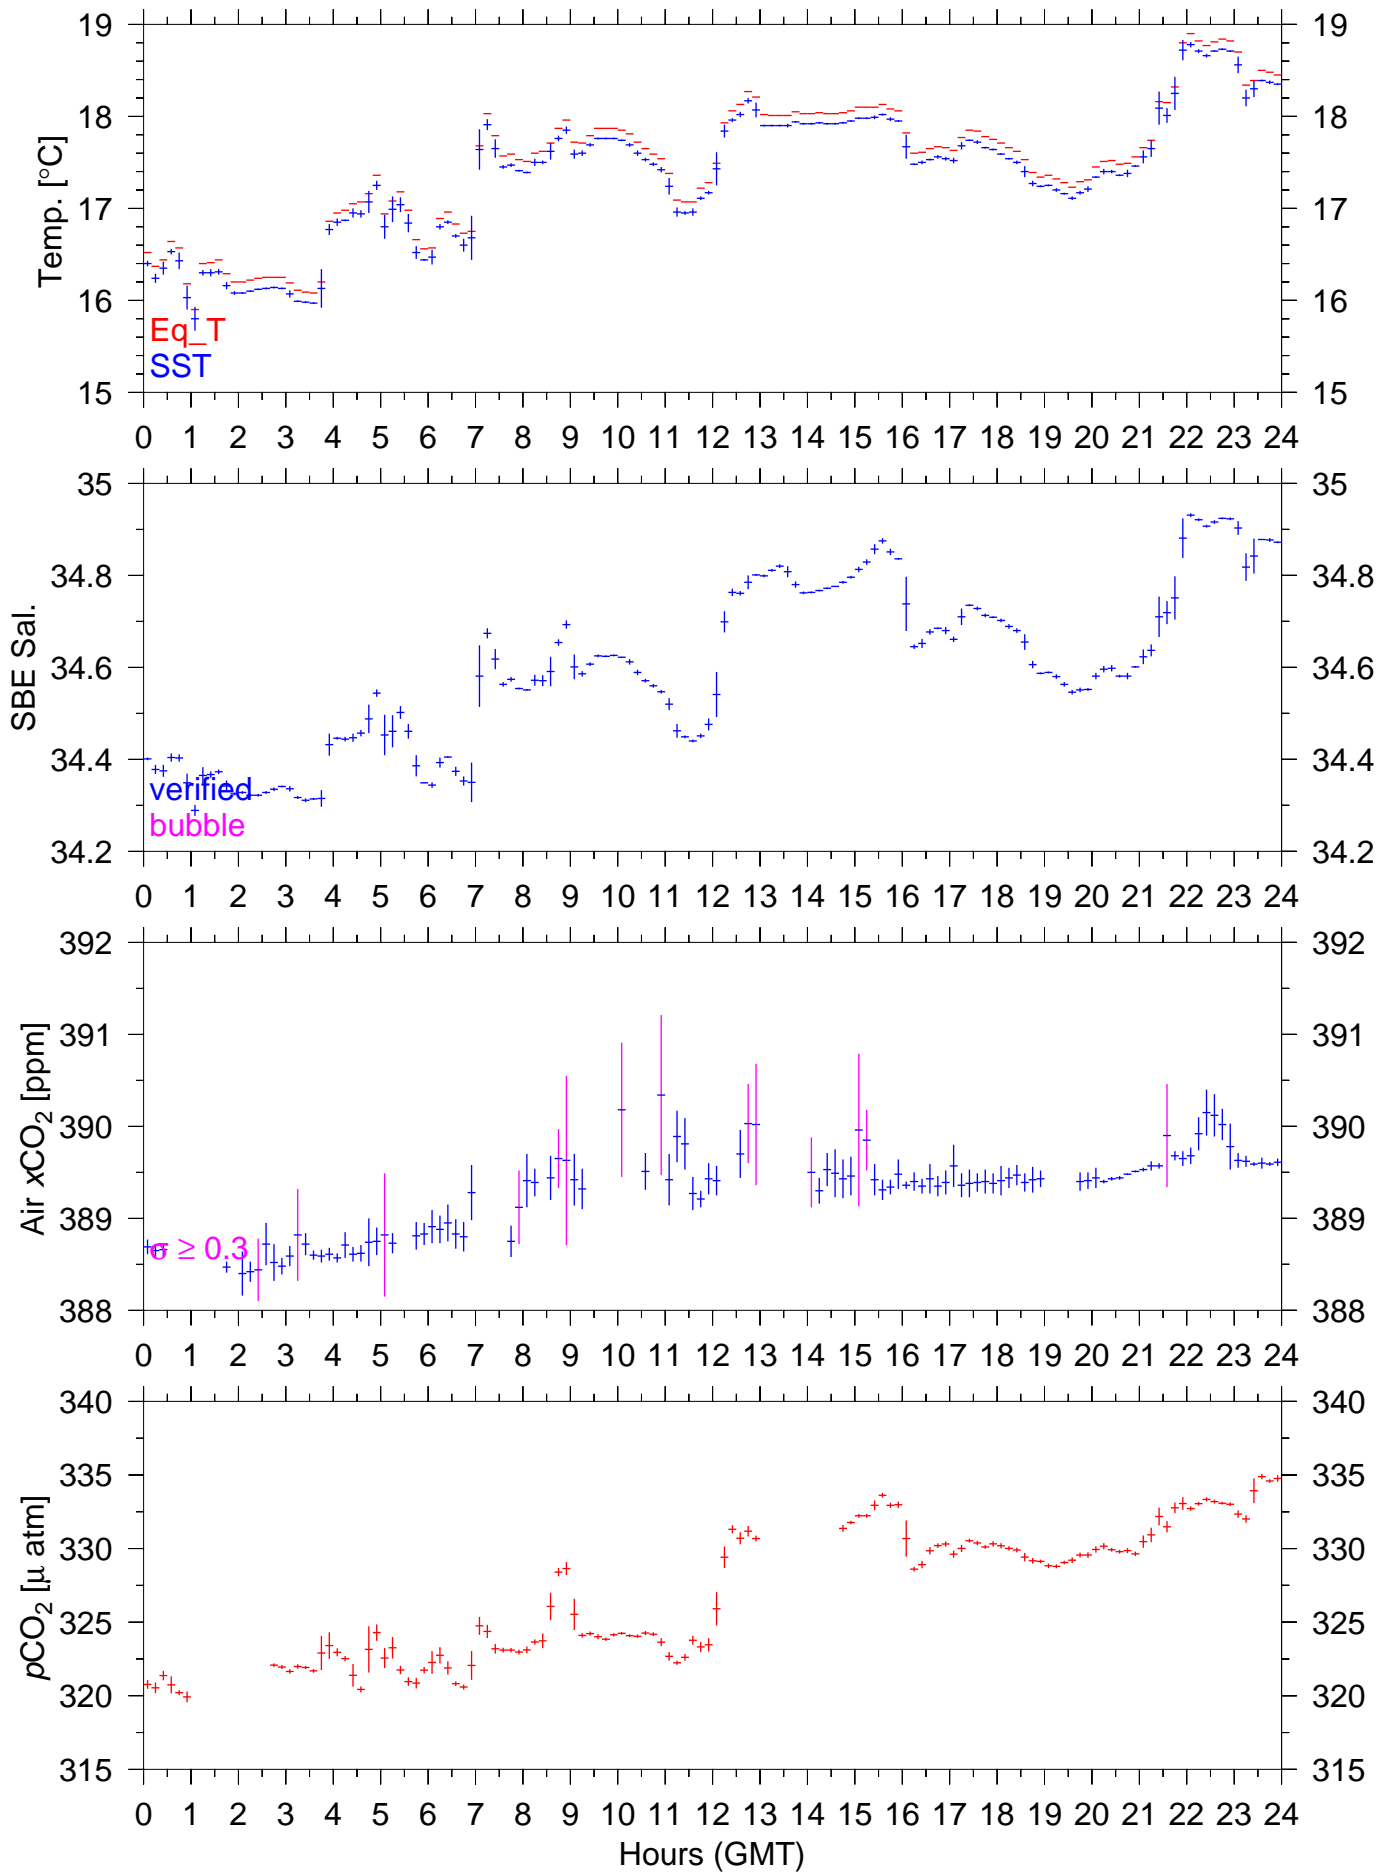 19 19
18 18
17 17
16 16
15 15
Temp. [°C]
Eq_T
SST
0 1 2 3 4 5 6 7 8 9 10 11 12 13 14 15 16 17 18 19 20 21 22 23 24
35 35
34.8 34.8
34.6 34.6
34.4 34.4
34.2 34.2
SBE Sal.
verified
bubble
0 1 2 3 4 5 6 7 8 9 10 11 12 13 14 15 16 17 18 19 20 21 22 23 24
392 392
391 391
390 390
389 389
388 388
Air xCO₂ [ppm]
σ ≥ 0.3
0 1 2 3 4 5 6 7 8 9 10 11 12 13 14 15 16 17 18 19 20 21 22 23 24
340 340
335 335
330 330
325 325
320 320
315 315
pCO₂ [μ atm]
0 1 2 3 4 5 6 7 8 9 10 11 12 13 14 15 16 17 18 19 20 21 22 23 24
Hours (GMT)